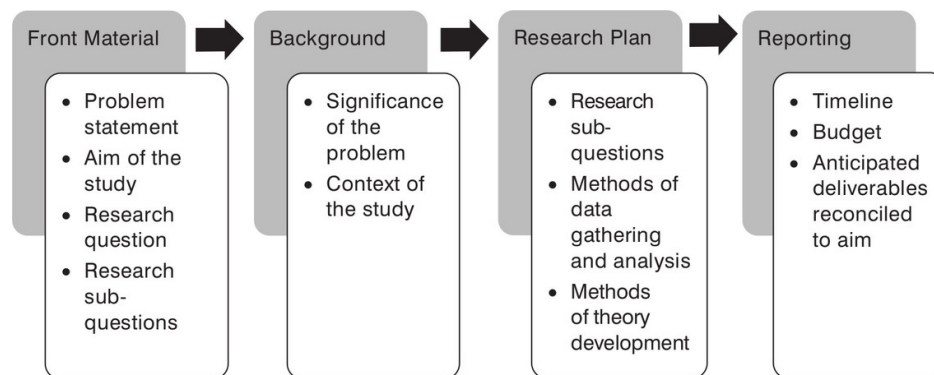 Front Material
• Problem
statement
• Aim of the
study
• Research
question
• Research
sub-
questions
Background
• Significance
of the
problem
• Context of
the study
Research Plan
• Research
sub-
questions
• Methods of
data
gathering
and analysis
• Methods
of theory
development
Reporting
• Timeline
• Budget
• Anticipated
deliverables
reconciled
to aim